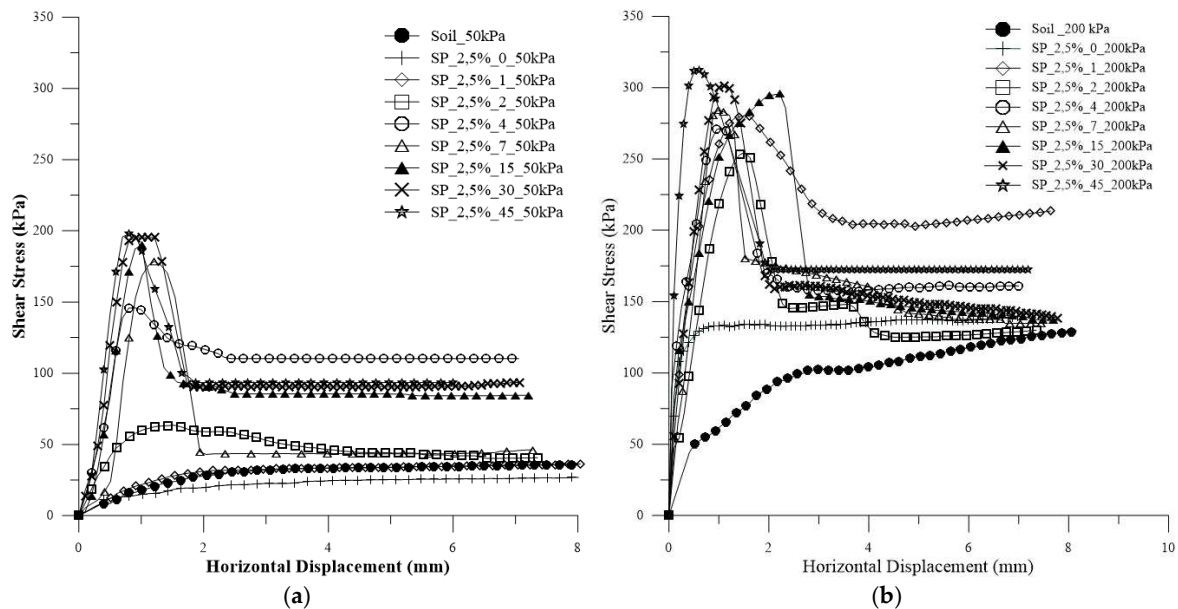 350
300
250
200
150
100
50
0
Shear Stress (kPa)
0
2
4
6
8
Horizontal Displacement (mm)
Soil_50kPa
SP_2,5%_0_50kPa
SP_2,5%_1_50kPa
SP_2,5%_2_50kPa
SP_2,5%_4_50kPa
SP_2,5%_7_50kPa
SP_2,5%_15_50kPa
SP_2,5%_30_50kPa
SP_2,5%_45_50kPa
(a)
350
300
250
200
150
100
50
0
Shear Stress (kPa)
0
2
4
6
8
10
Horizontal Displacement (mm)
Soil _200 kPa
SP_2,5%_0_200kPa
SP_2,5%_1_200kPa
SP_2,5%_2_200kPa
SP_2,5%_4_200kPa
SP_2,5%_7_200kPa
SP_2,5%_15_200kPa
SP_2,5%_30_200kPa
SP_2,5%_45_200kPa
(b)